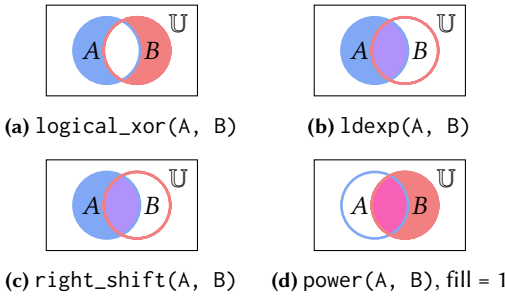 A B 𝕌
A B 𝕌
(a) logical_xor(A, B)
(b) ldexp(A, B)
A B 𝕌
A B 𝕌
(c) right_shift(A, B)
(d) power(A, B), fill = 1